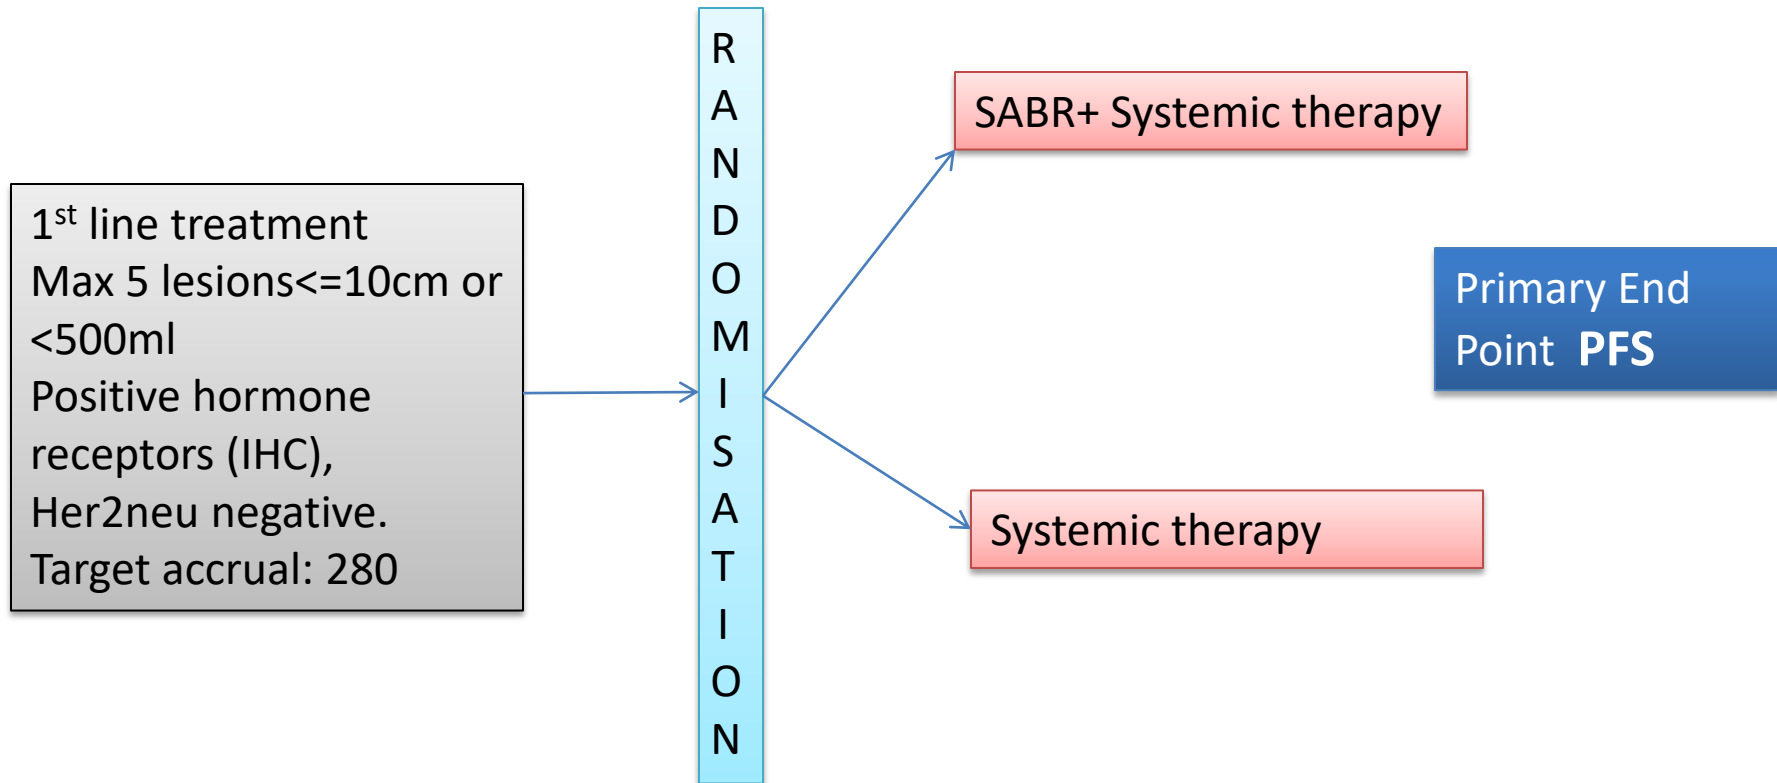 1st line treatment
Max 5 lesions<=10cm or
<500ml
Positive hormone
receptors (IHC),
Her2neu negative.
Target accrual: 280
R
A
N
D
O
M
I
S
A
T
I
O
N
SABR+ Systemic therapy
Systemic therapy
Primary End
Point PFS